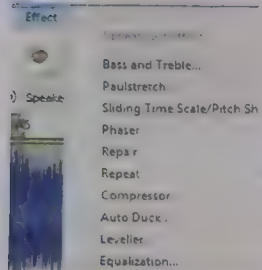 Effect
Bass and Treble...
Paulstretch
) Speake
Sliding Time Scale/Pitch Sh
Phaser
Repair
Repeat
Compressor
Auto Duck.
Leveller
Equalization...